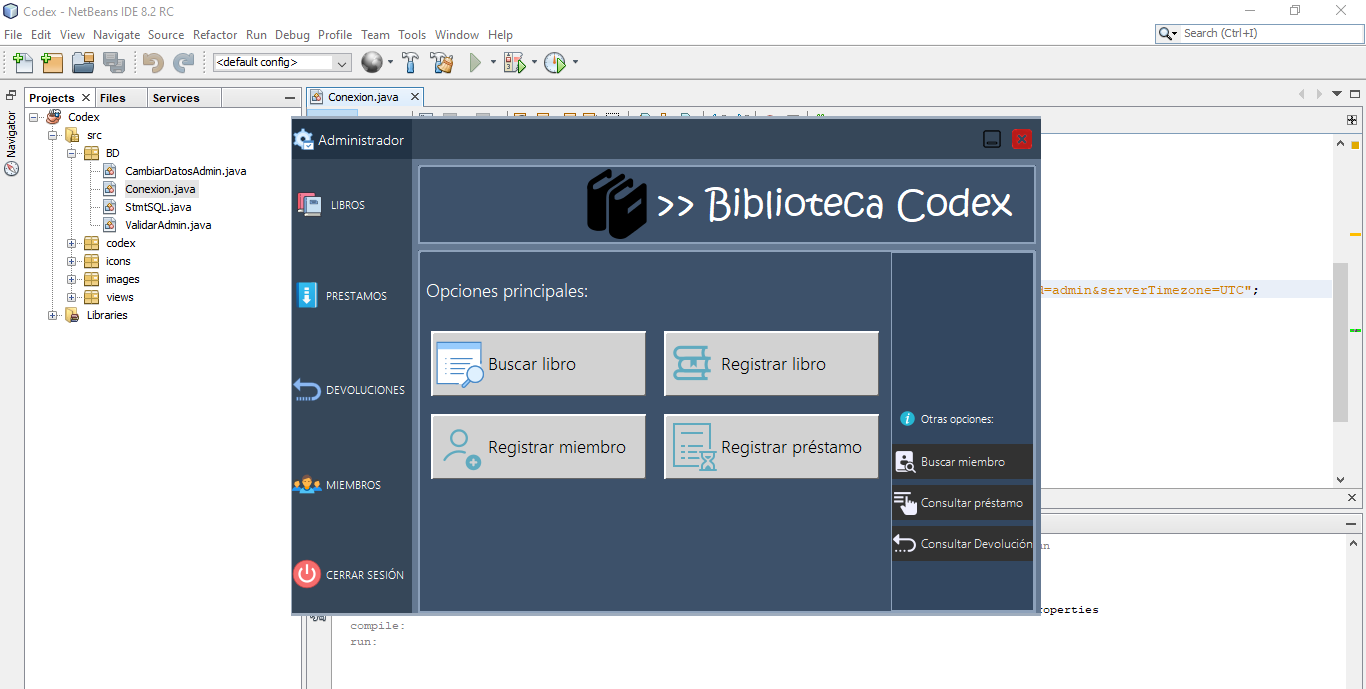 Codex - NetBeans IDE 8.2 RC
File Edit View Navigate Source Refactor Run Debug Profile Team Tools Window Help
Search (Ctrl+I)
<default config>
Projects Files Services
Conexion.java
Navigator
Codex
src
BD
CambiarDatosAdmin.java
Conexion.java
StmtSQL.java
ValidarAdmin.java
codex
icons
images
views
Libraries
Administrador
LIBROS
PRESTAMOS
DEVOLUCIONES
MIEMBROS
CERRAR SESIÓN
>> Biblioteca Codex
Opciones principales:
Buscar libro
Registrar libro
Registrar miembro
Registrar préstamo
Otras opciones:
Buscar miembro
Consultar préstamo
Consultar Devolución
=admin&serverTimezone=UTC";
operties
compile:
run: